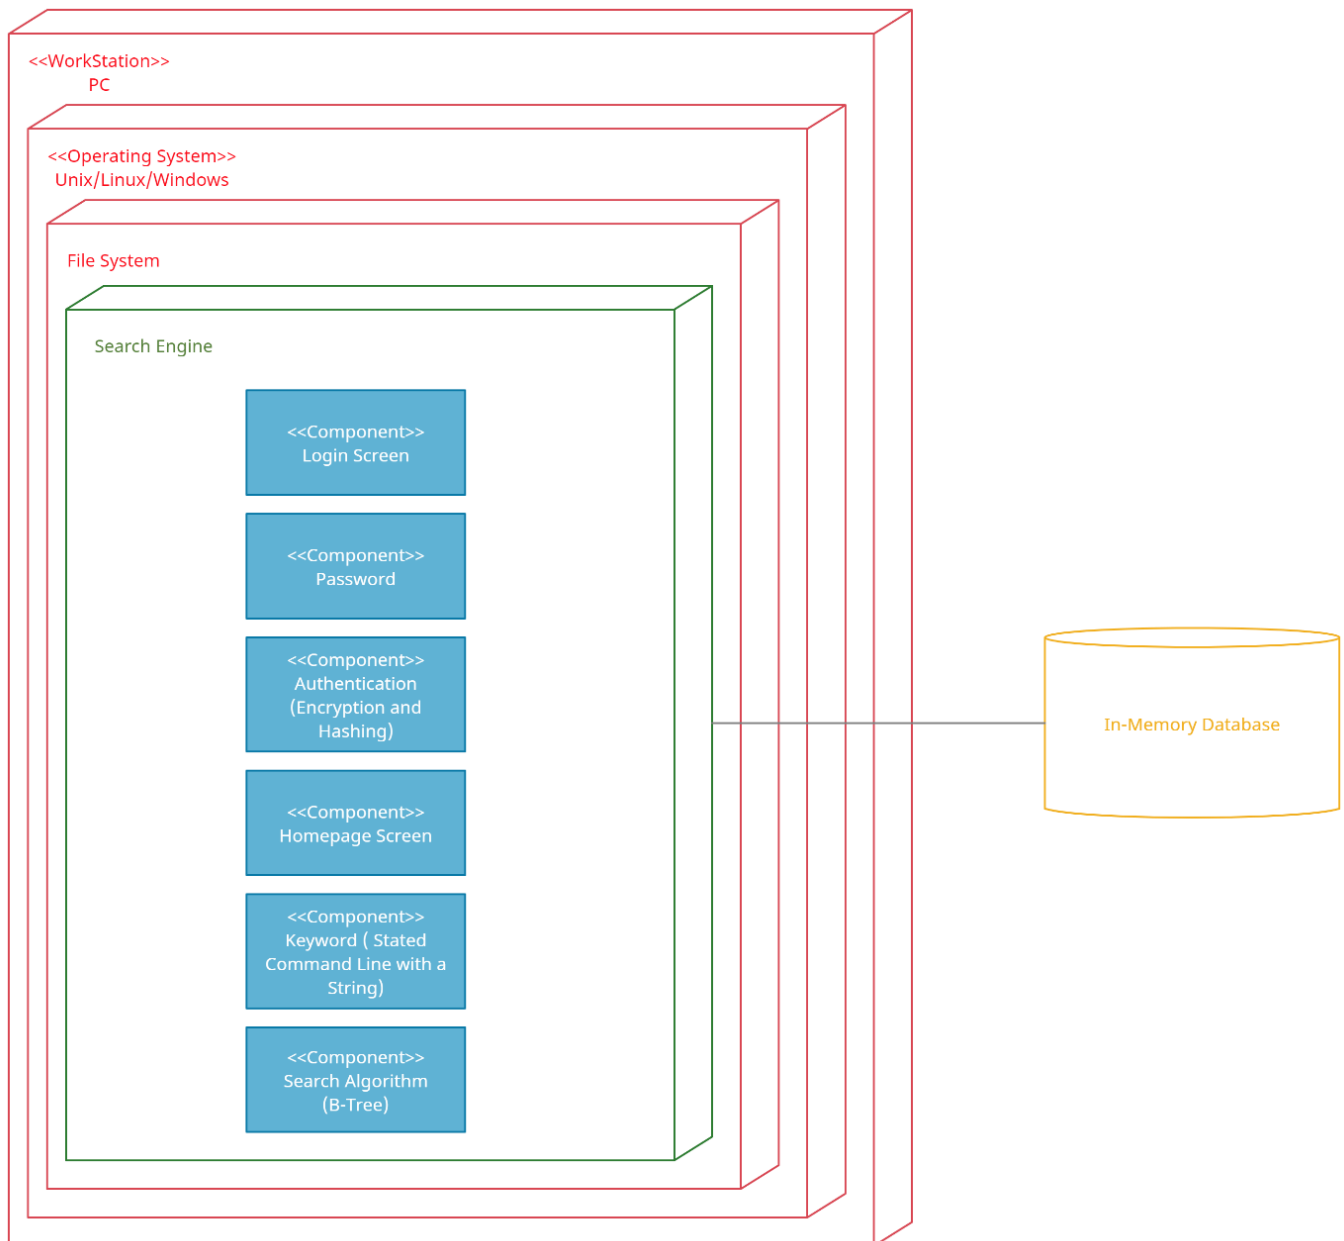 <<WorkStation>>
PC
<<Operating System>>
Unix/Linux/Windows
File System
Search Engine
<<Component>>
Login Screen
<<Component>>
Password
<<Component>>
Authentication
(Encryption and
Hashing)
<<Component>>
Homepage Screen
<<Component>>
Keyword ( Stated
Command Line with a
String)
<<Component>>
Search Algorithm
(B-Tree)
In-Memory Database